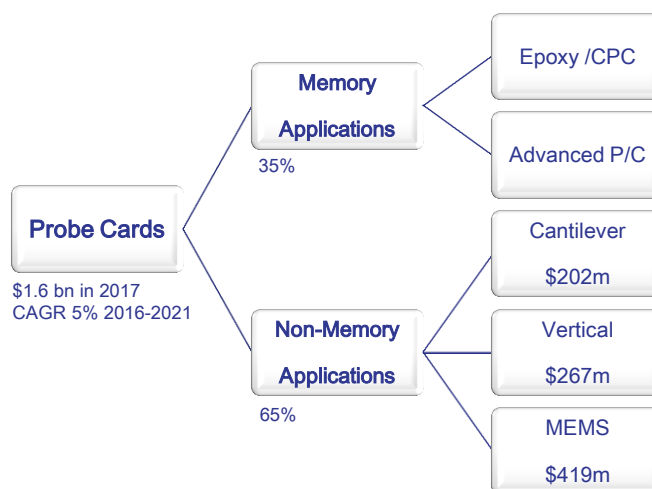 Probe Cards
$1.6 bn in 2017
CAGR 5% 2016-2021
Memory
Applications
35%
Epoxy /CPC
Advanced P/C
Non-Memory
Applications
65%
Cantilever
$202m
Vertical
$267m
MEMS
$419m